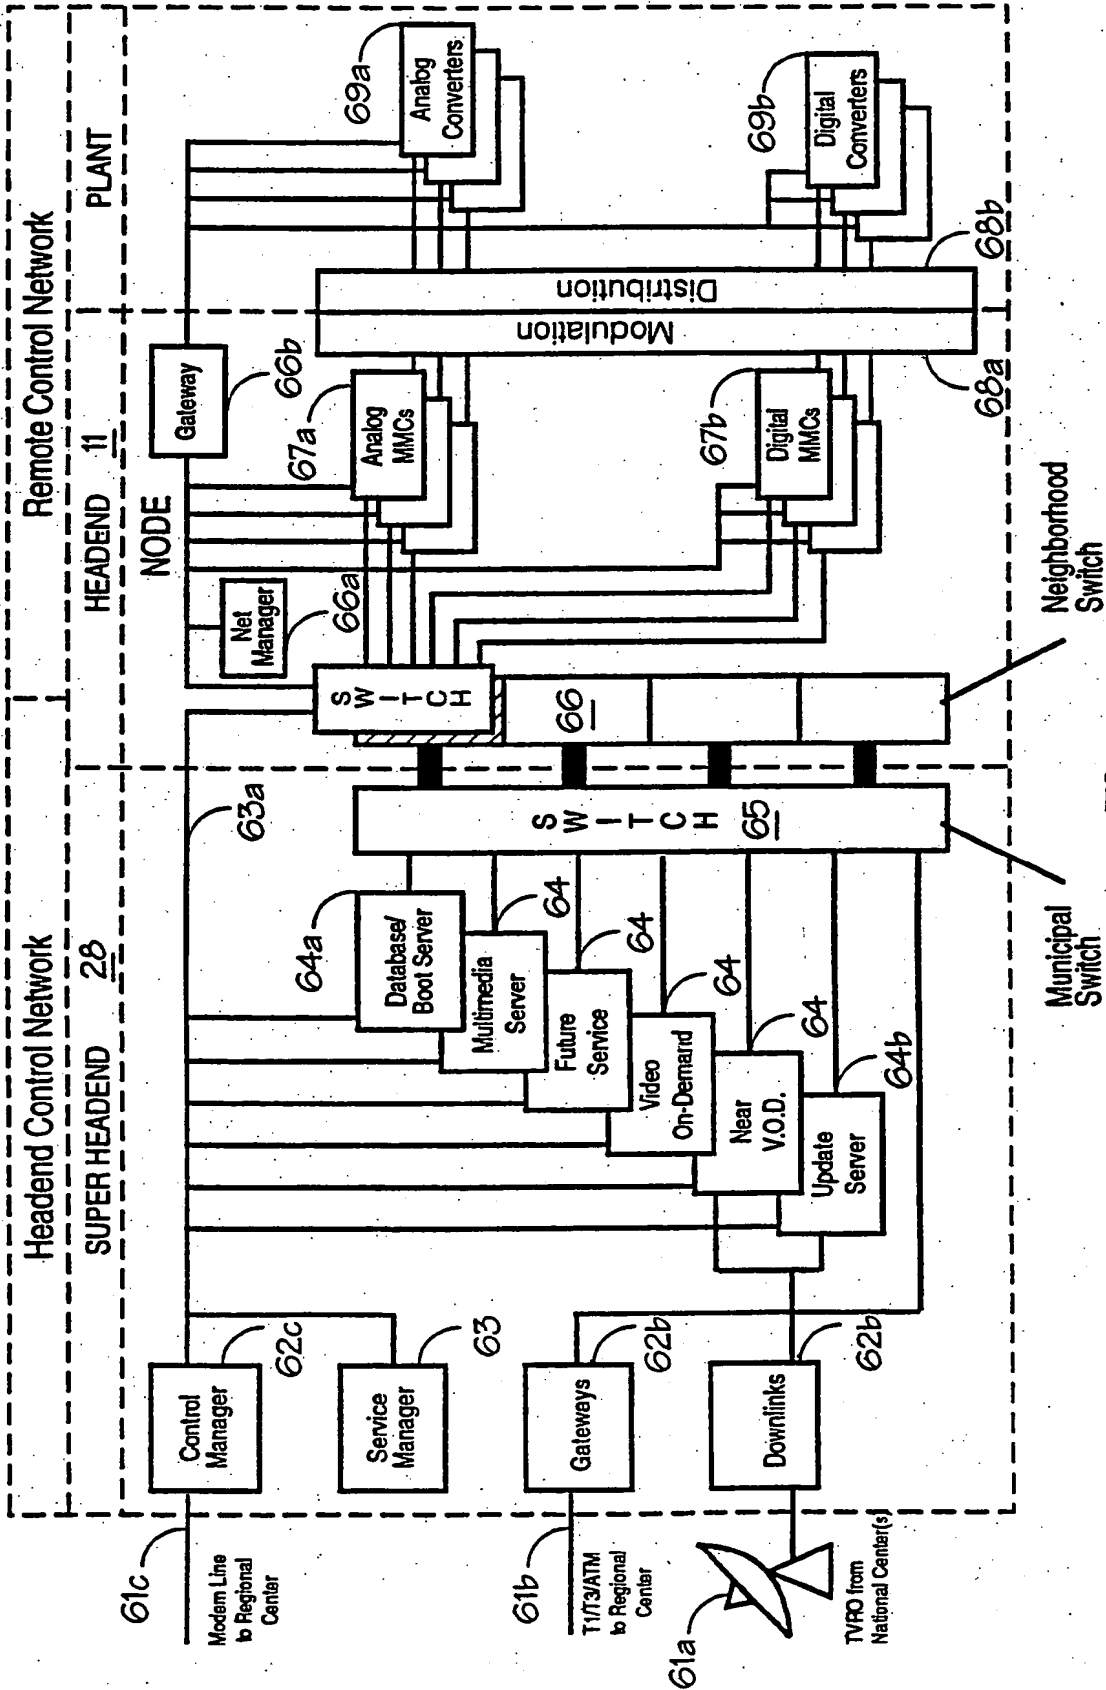 Headend Control Network
Remote Control Network
SUPER HEADEND 28
HEADEND 11
PLANT
NODE
61c
Modem Line
to Regional
Center
Control
Manager
62c
63a
Net
Manager
66a
Gateway
66b
Service
Manager
63
64a
Database/
Boot Server
Multimedia
Server
64
Future
Service
64
Video
On-Demand
64
Near
V.O.D.
64
Update
Server
64b
SWITCH
65
SWITCH
66
67a
Analog
MMCs
67b
Digital
MMCs
Modulation
68a
Distribution
68b
69a
Analog
Converters
69b
Digital
Converters
61b
T1/T3/ATM
to Regional
Center
Gateways
62b
61a
TVRO from
National Center(s)
Downlinks
62b
Municipal
Switch
Neighborhood
Switch